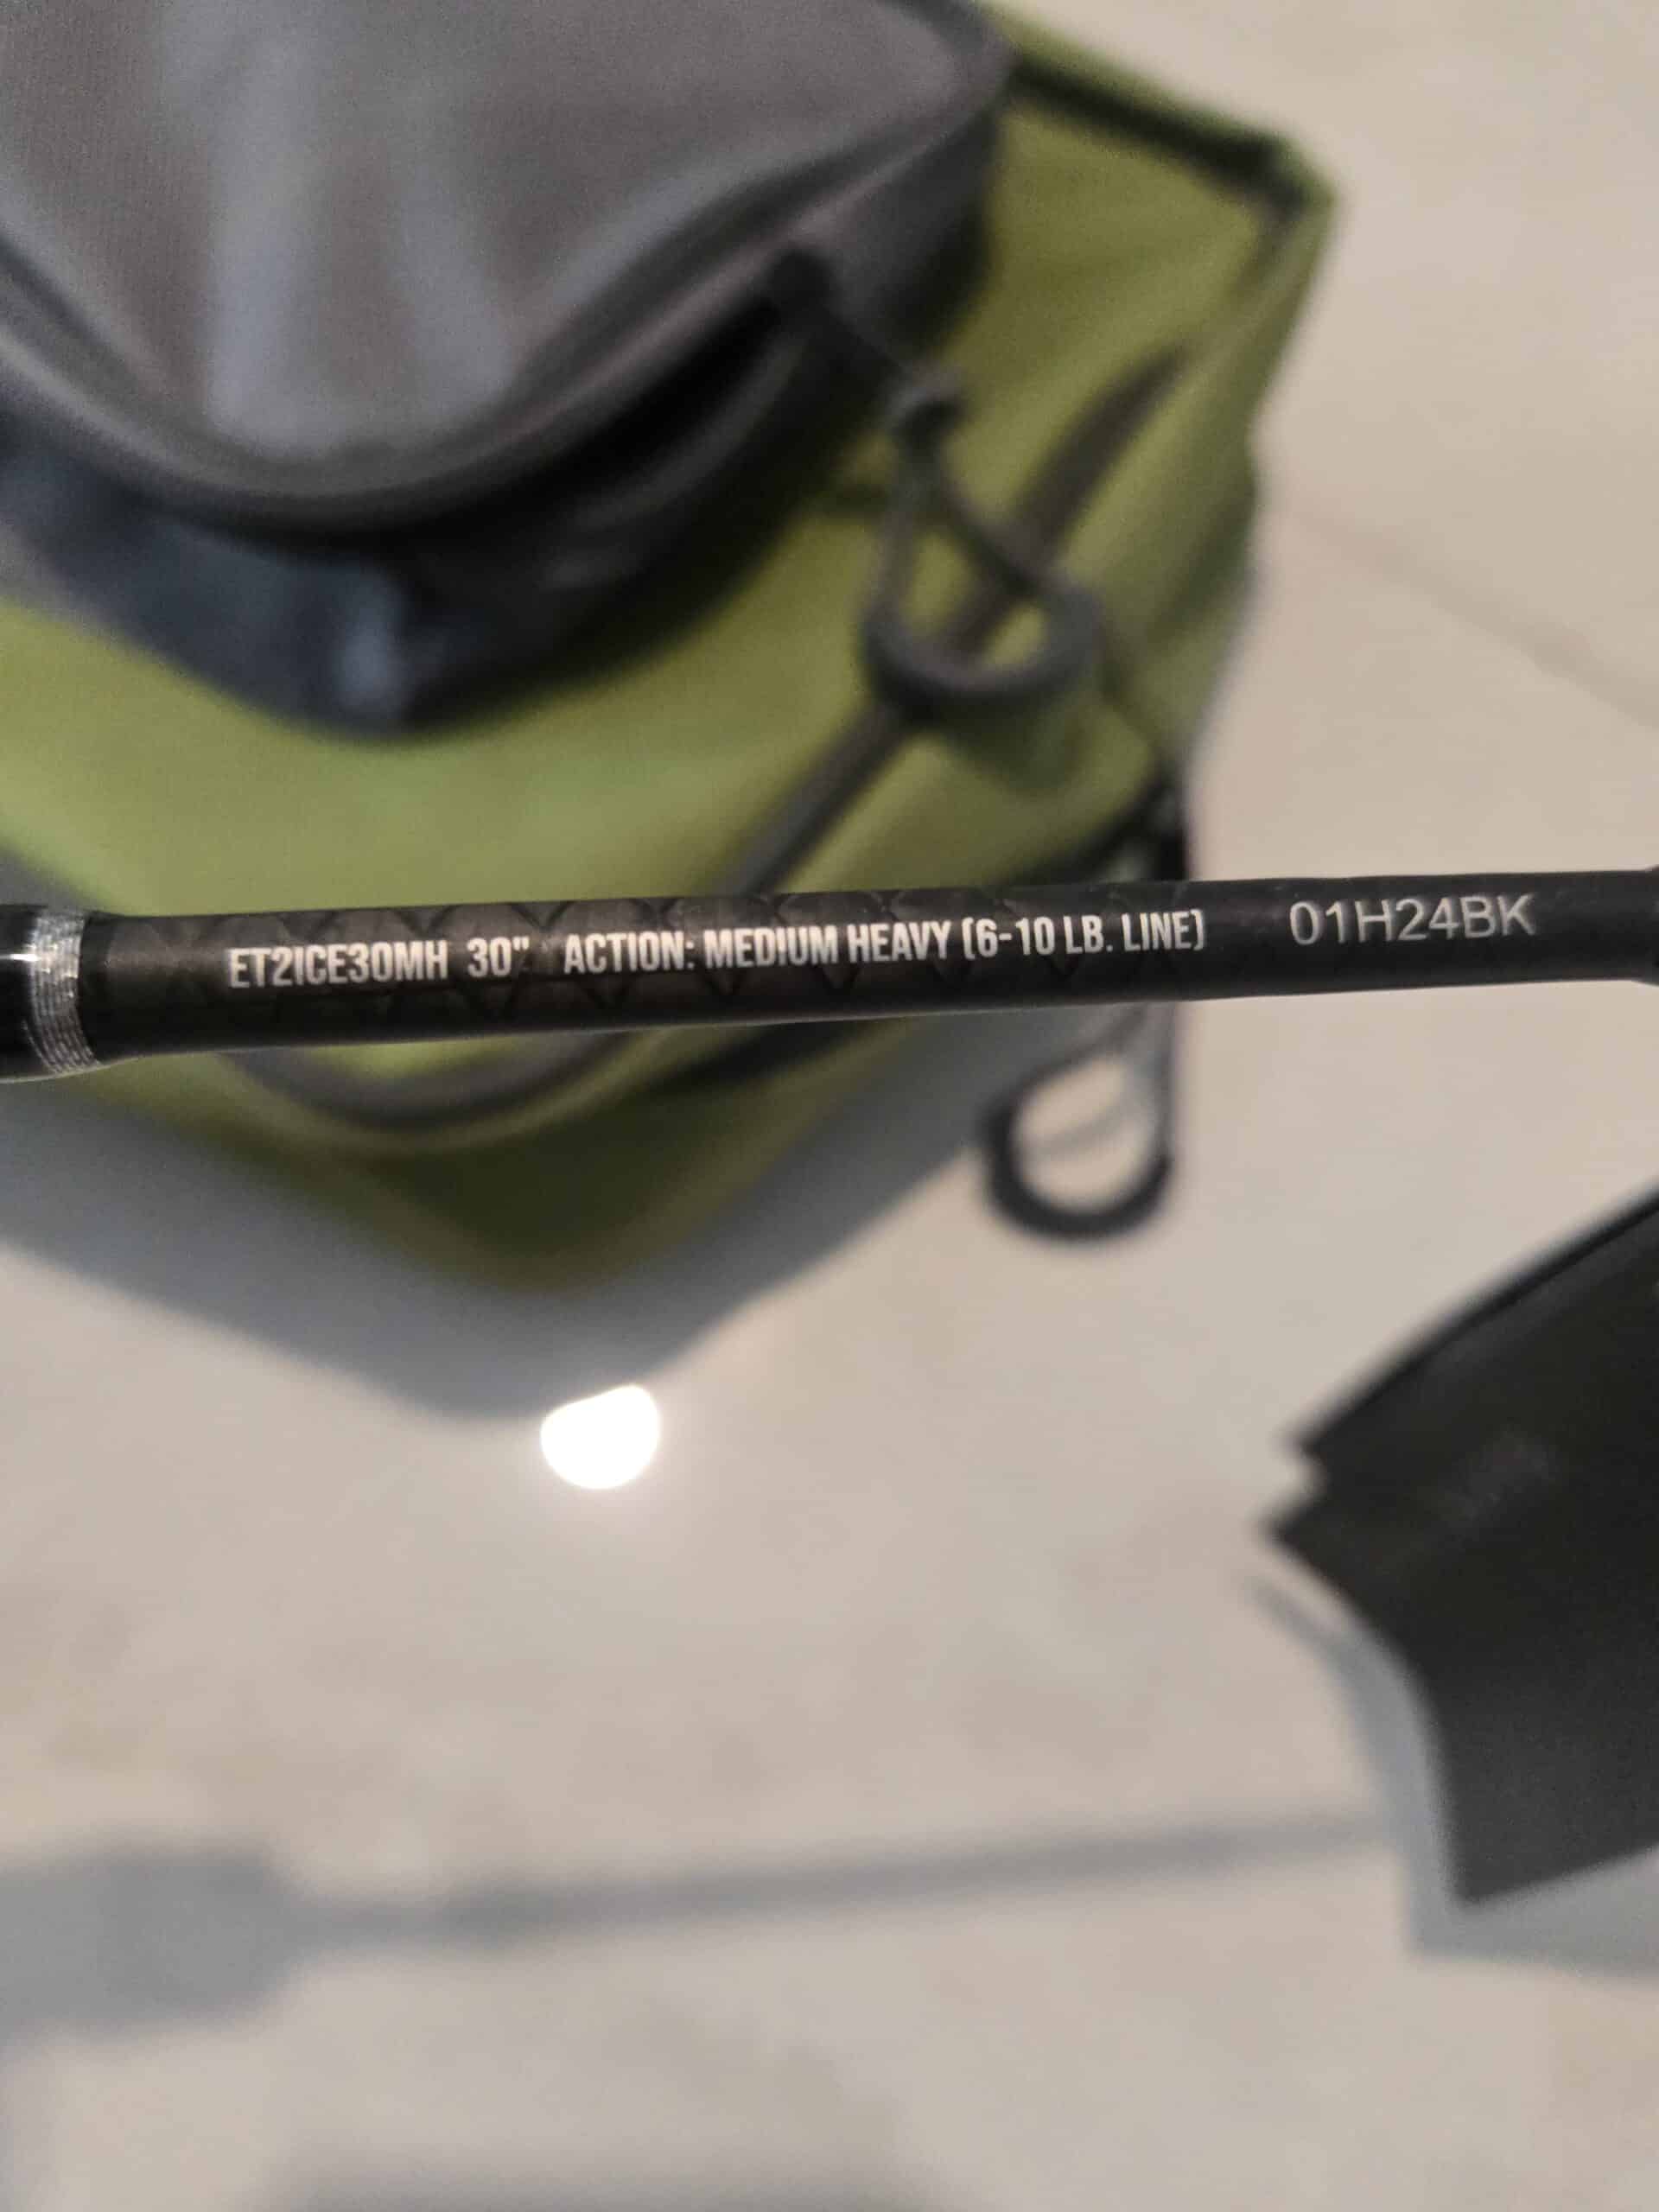 ET2ICE30MH 30" ACTION: MEDIUM HEAVY (6-10 LB. LINE) 01H24BK